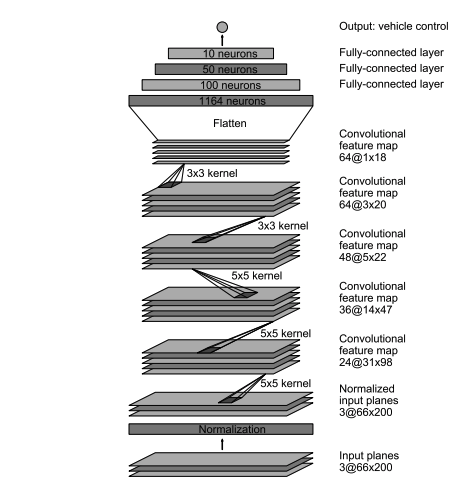 Output: vehicle control
10 neurons
Fully-connected layer
50 neurons
Fully-connected layer
100 neurons
Fully-connected layer
1164 neurons
Flatten
Convolutional
feature map
64@1x18
3x3 kernel
Convolutional
feature map
64@3x20
3x3 kernel
Convolutional
feature map
48@5x22
5x5 kernel
Convolutional
feature map
36@14x47
5x5 kernel
Convolutional
feature map
24@31x98
5x5 kernel
Normalized
input planes
3@66x200
Normalization
Input planes
3@66x200